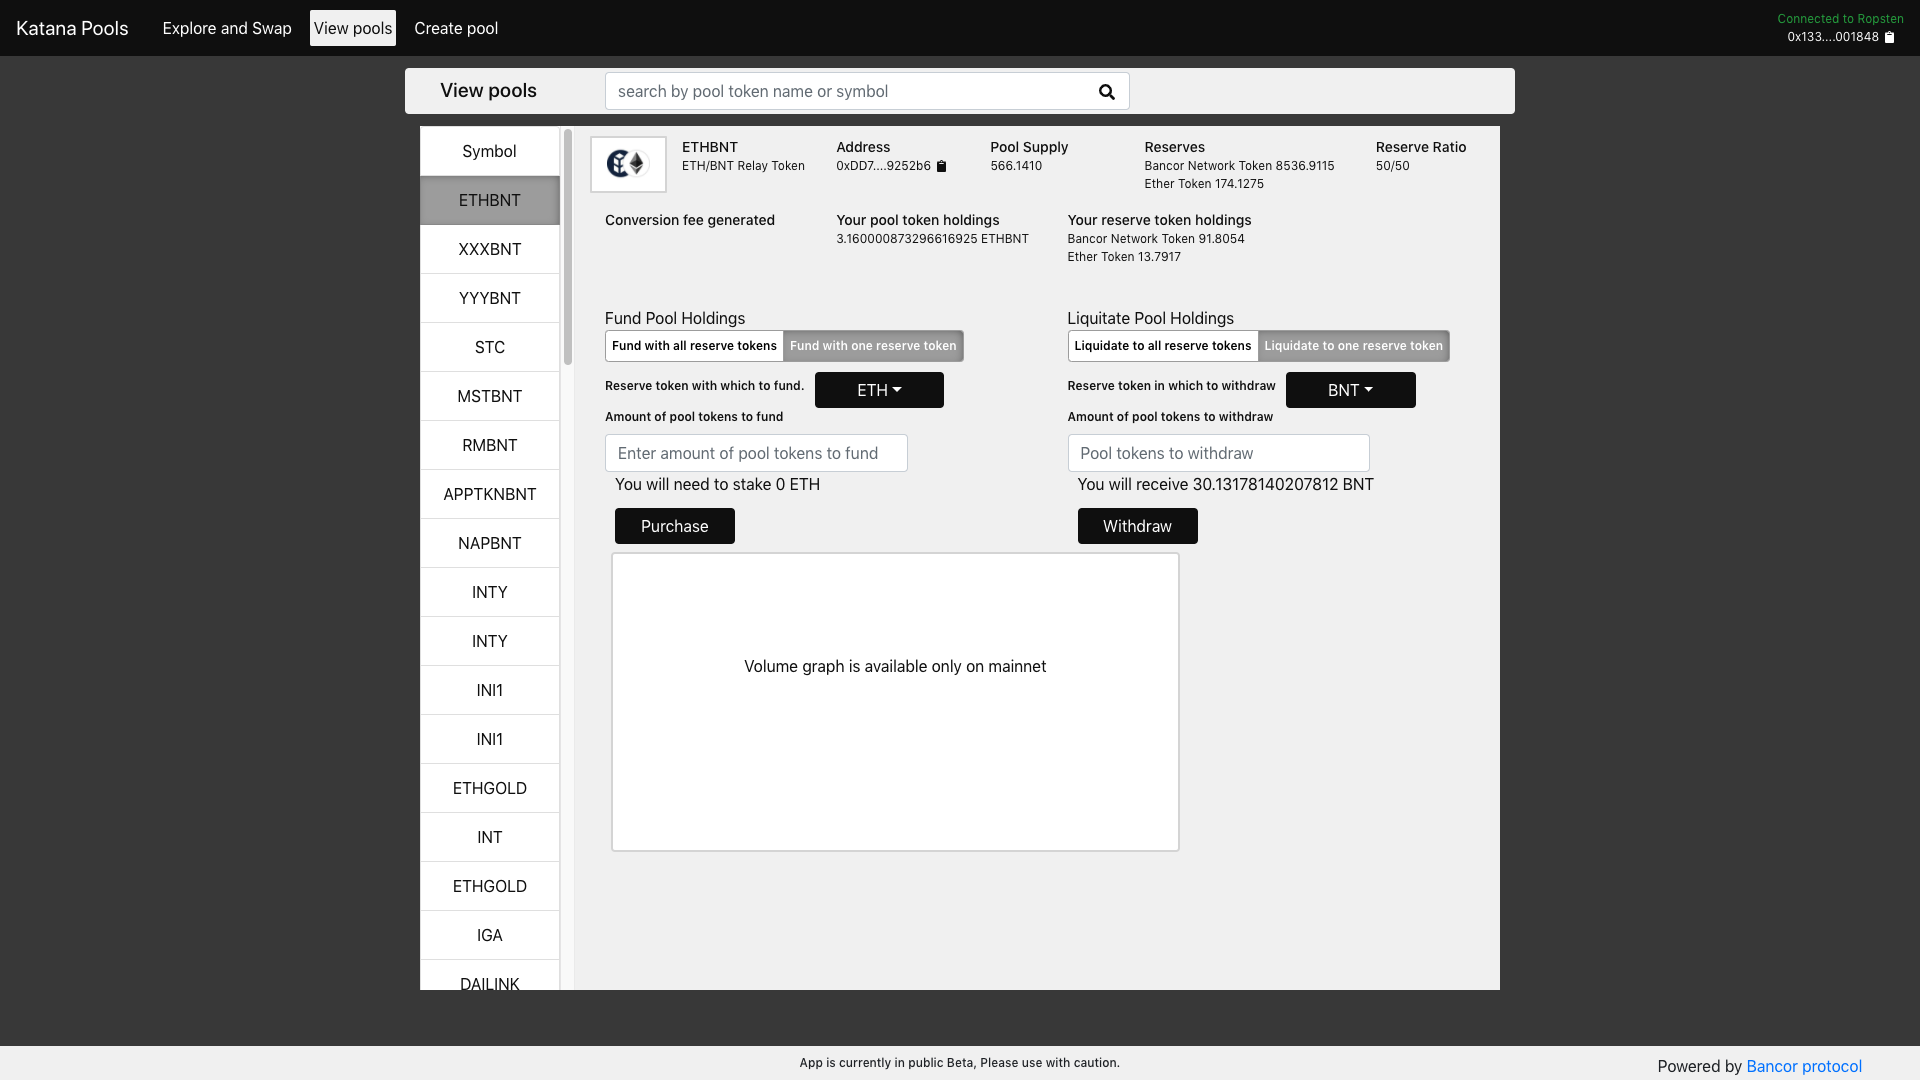 Katana Pools
Explore and Swap
View pools
Create pool
Connected to Ropsten
0x133....001848
View pools
search by pool token name or symbol
Symbol
ETHBNT
XXXBNT
YYYBNT
STC
MSTBNT
RMBNT
APPTKNBNT
NAPBNT
INTY
INTY
INI1
INI1
ETHGOLD
INT
ETHGOLD
IGA
DAILINK
ETHBNT
ETH/BNT Relay Token
Address
0xDD7....9252b6
Pool Supply
566.1410
Reserves
Bancor Network Token 8536.9115
Ether Token 174.1275
Reserve Ratio
50/50
Conversion fee generated
Your pool token holdings
3.160000873296616925 ETHBNT
Your reserve token holdings
Bancor Network Token 91.8054
Ether Token 13.7917
Fund Pool Holdings
Fund with all reserve tokens
Fund with one reserve token
Reserve token with which to fund.
ETH
Amount of pool tokens to fund
Enter amount of pool tokens to fund
You will need to stake 0 ETH
Purchase
Liquitate Pool Holdings
Liquidate to all reserve tokens
Liquidate to one reserve token
Reserve token in which to withdraw
BNT
Amount of pool tokens to withdraw
Pool tokens to withdraw
You will receive 30.13178140207812 BNT
Withdraw
Volume graph is available only on mainnet
App is currently in public Beta, Please use with caution.
Powered by Bancor protocol